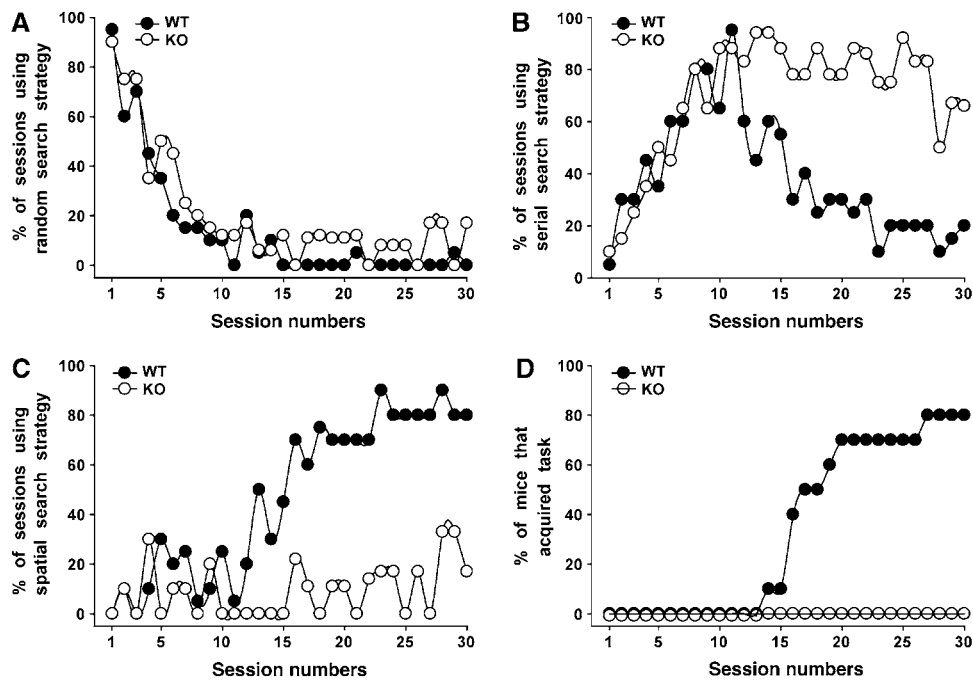 A
WT
KO
% of sessions using
random search strategy
100
80
60
40
20
0
1 5 10 15 20 25 30
Session numbers
B
WT
KO
% of sessions using
serial search strategy
100
80
60
40
20
0
1 5 10 15 20 25 30
Session numbers
C
WT
KO
% of sessions using
spatial search strategy
100
80
60
40
20
0
1 5 10 15 20 25 30
Session numbers
D
WT
KO
% of mice that
acquired task
100
80
60
40
20
0
1 5 10 15 20 25 30
Session numbers